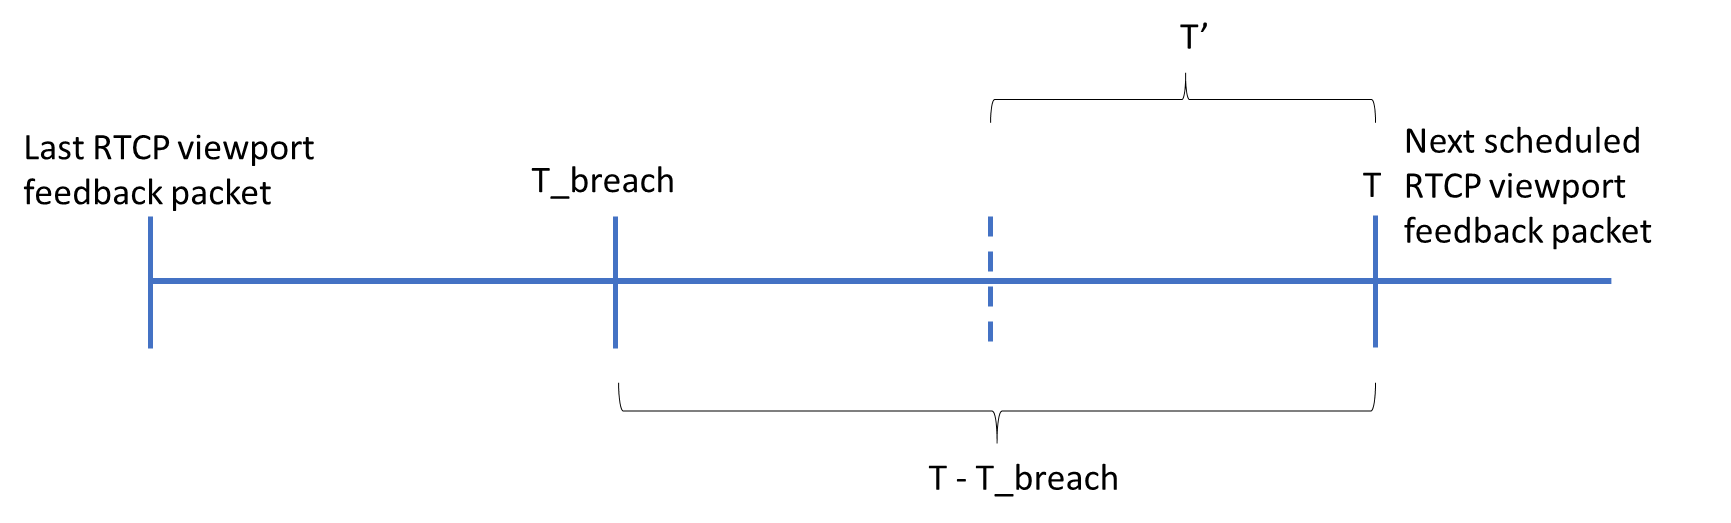 T’
Last RTCP viewport
feedback packet
T_breach
T
Next scheduled
RTCP viewport
feedback packet
T - T_breach